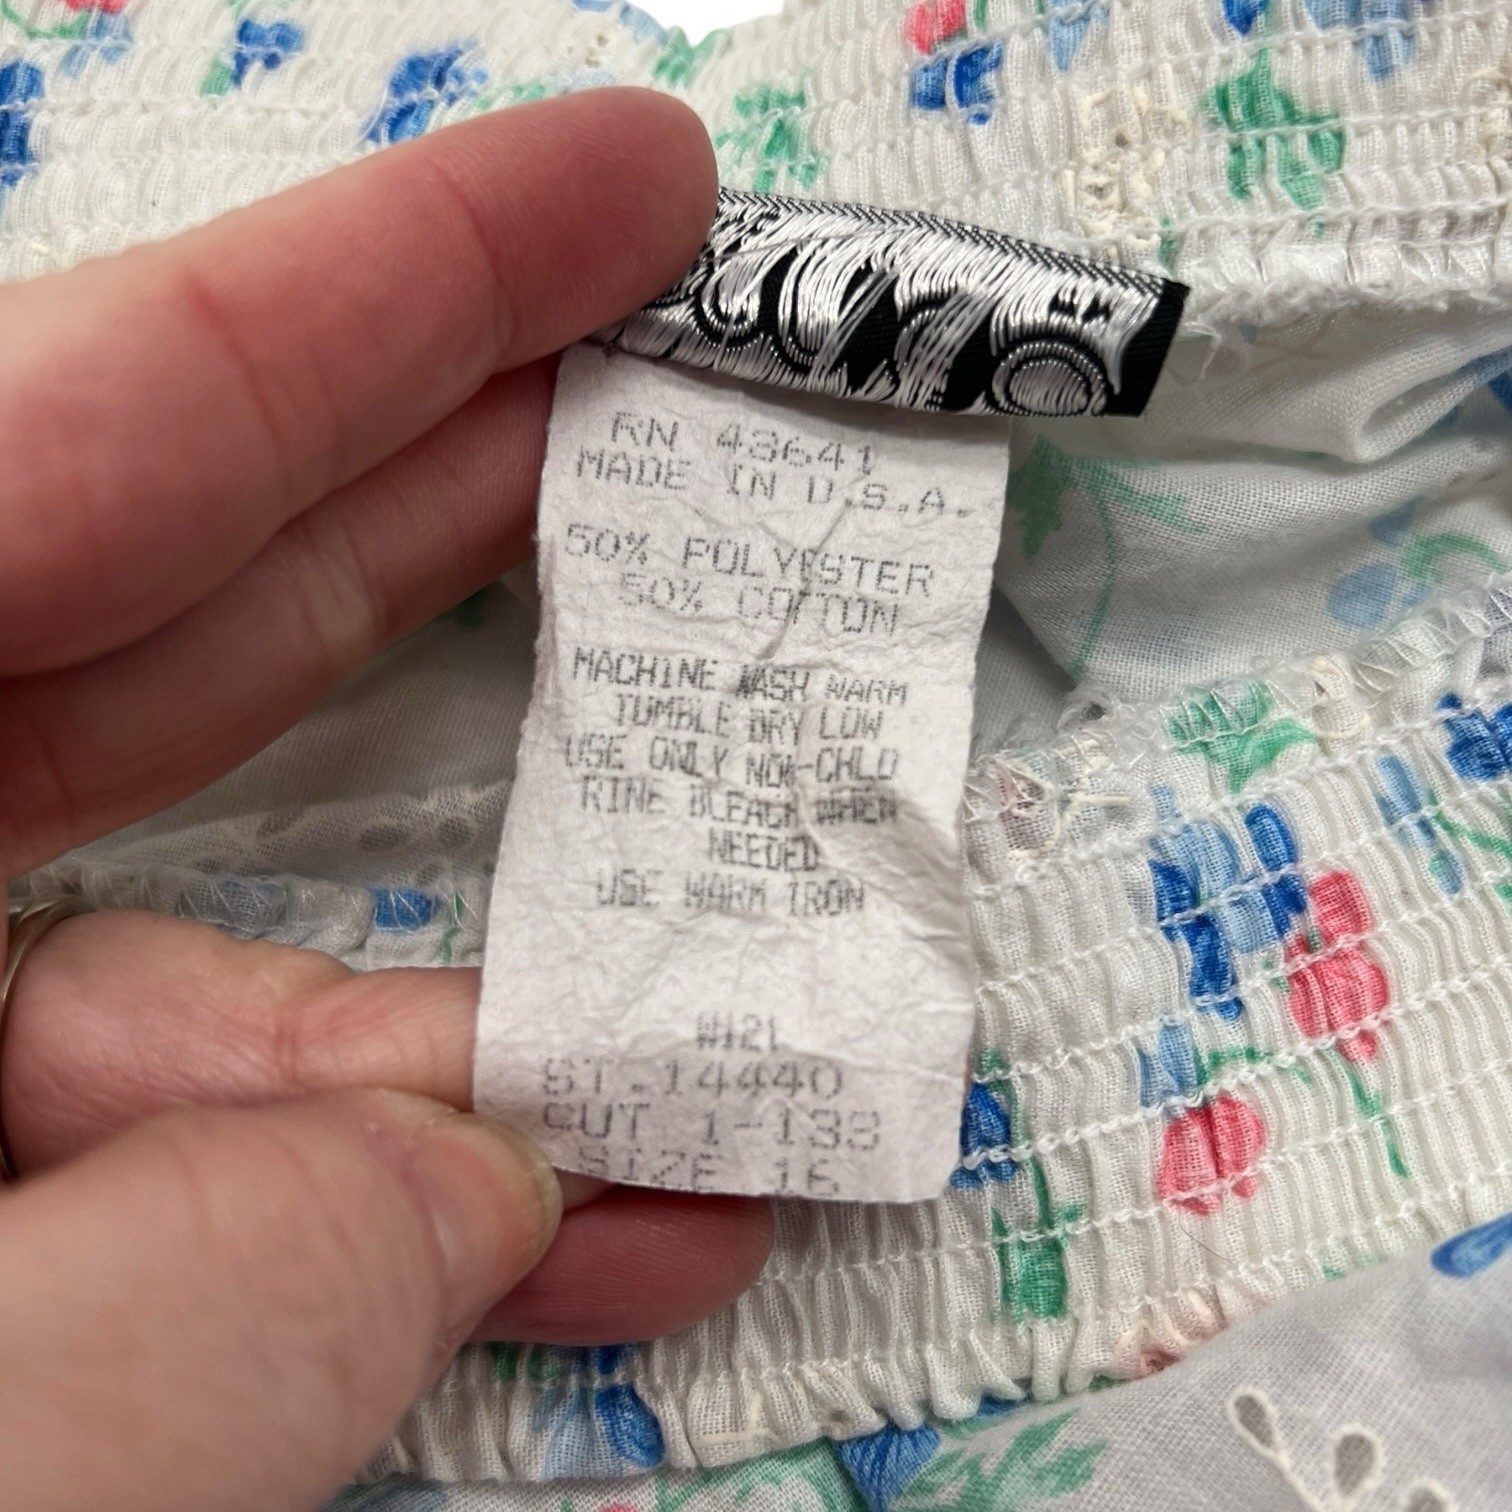 RN 43641
MADE IN U.S.A.
50% POLYESTER
50% COTTON
MACHINE WASH WARM
TUMBLE DRY LOW
USE ONLY NON-CHLO
RINE BLEACH WHEN
NEEDED
USE WARM IRON
W121
ST.14440
CUT 1-133
SIZE 16